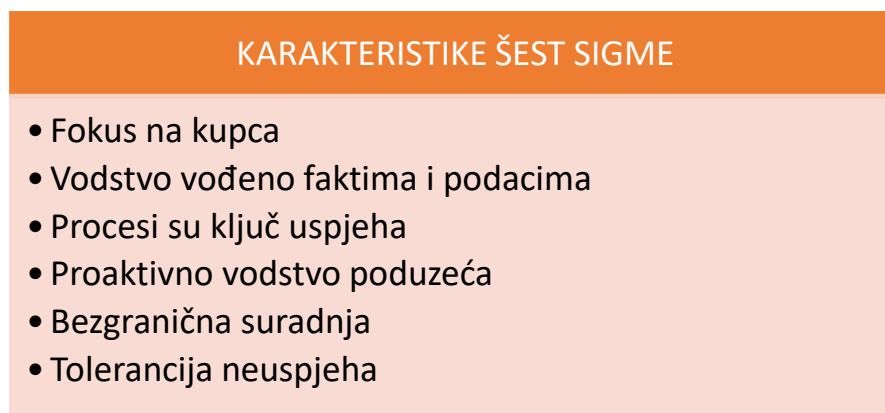 KARAKTERISTIKE ŠEST SIGME
• Fokus na kupca
• Vodstvo vođeno faktima i podacima
• Procesi su ključ uspjeha
• Proaktivno vodstvo poduzeća
• Bezgranična suradnja
• Tolerancija neuspjeha